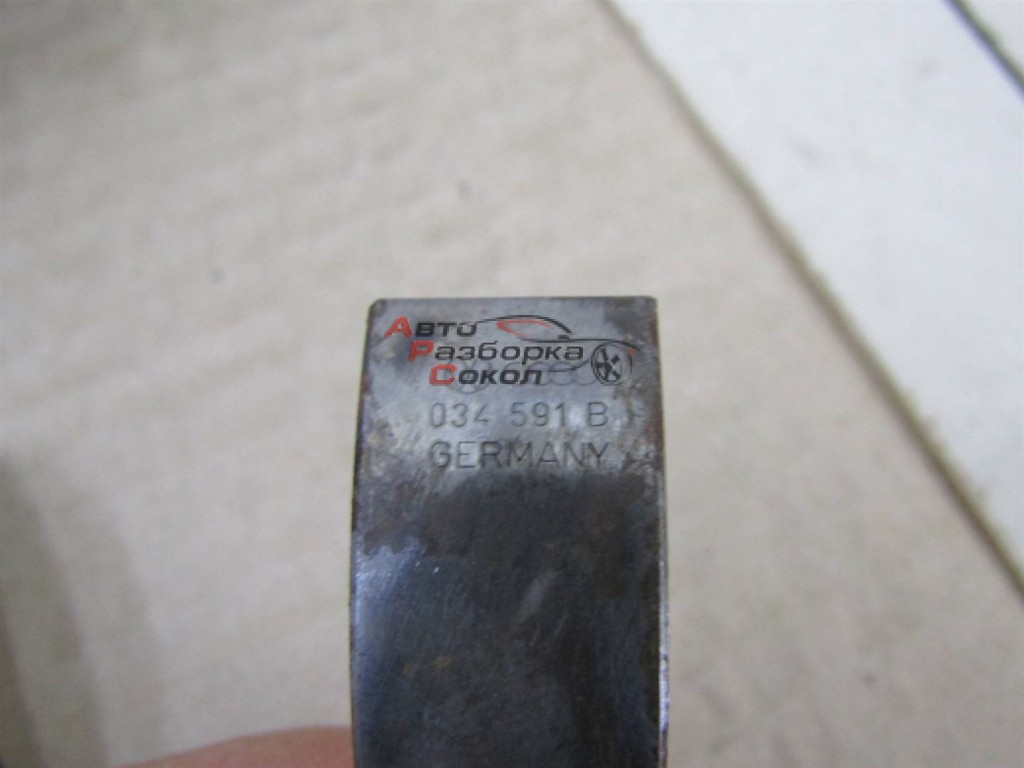 Авто
Разборка
Сокол
034 591 B
GERMANY